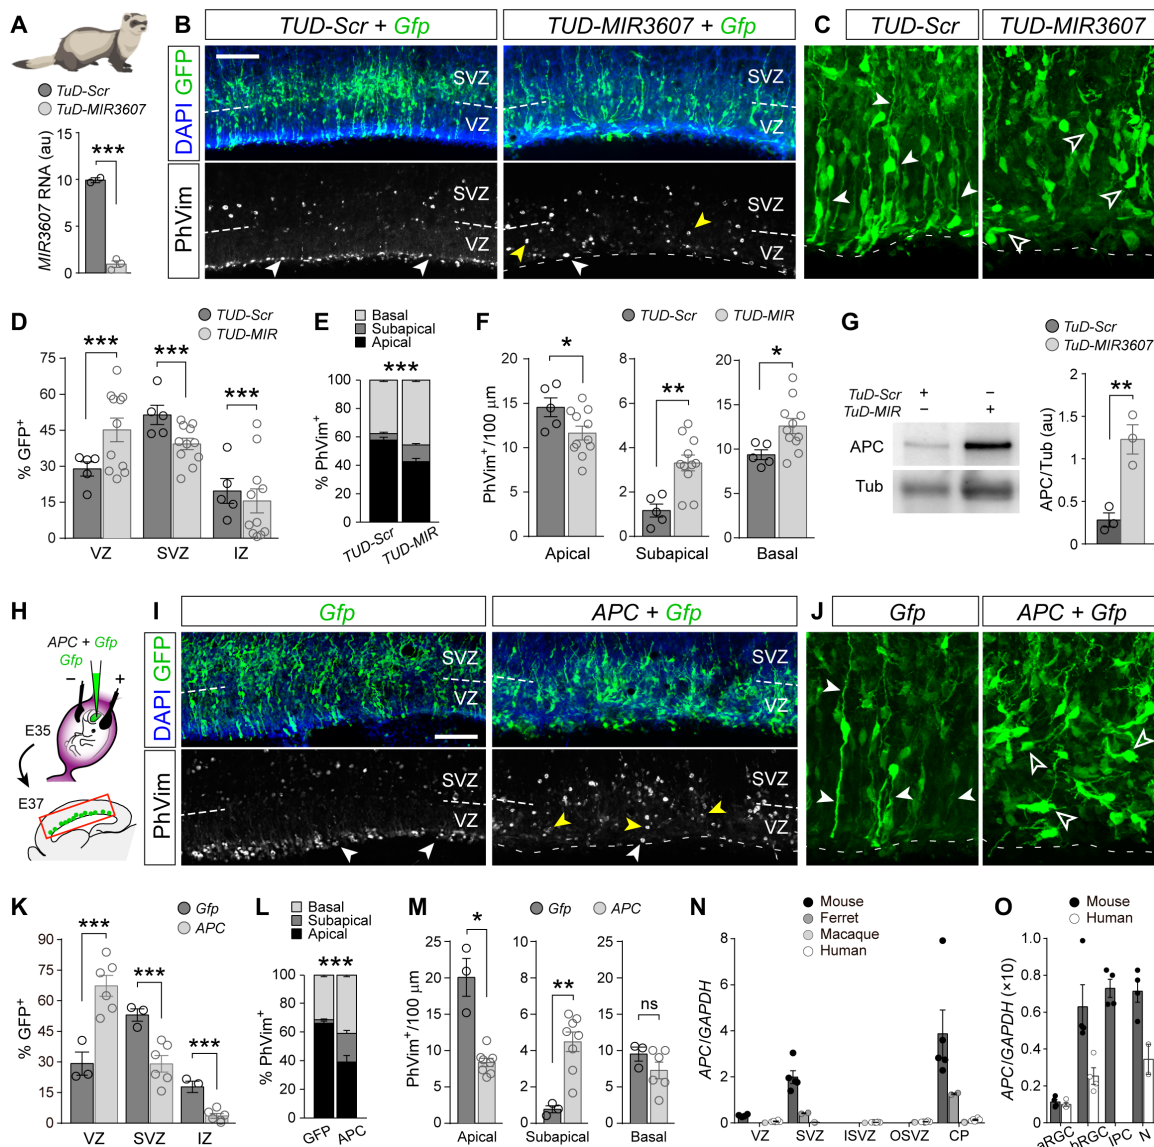 A
TuD-Scr
TuD-MIR3607
MIR3607 RNA (au)
15
10
5
0
***
B
TUD-Scr + Gfp
TUD-MIR3607 + Gfp
DAPI GFP
SVZ
VZ
SVZ
VZ
PhVim
SVZ
VZ
SVZ
VZ
C
TUD-Scr
TUD-MIR3607
D
TUD-Scr
TUD-MIR
% GFP+
75
60
45
30
15
0
***
***
***
VZ
SVZ
IZ
E
Basal
Subapical
Apical
***
% PhVim+
100
80
60
40
20
0
TUD-Scr
TUD-MIR
F
TUD-Scr
TUD-MIR
PhVim+/100 μm
20
15
10
5
0
*
Apical
8
6
4
2
0
**
Subapical
20
15
10
5
0
*
Basal
G
TuD-Scr
TuD-MIR3607
TuD-Scr + −
TuD-MIR − +
APC
Tub
APC/Tub (au)
2
1.5
1
0.5
0
**
H
APC + Gfp
Gfp
− +
E35
E37
I
Gfp
APC + Gfp
DAPI GFP
SVZ
VZ
SVZ
VZ
PhVim
SVZ
VZ
SVZ
VZ
J
Gfp
APC + Gfp
K
Gfp
APC
% GFP+
90
75
60
45
30
15
0
***
***
***
VZ
SVZ
IZ
L
Basal
Subapical
Apical
***
% PhVim+
100
80
60
40
20
0
GFP
APC
M
Gfp
APC
PhVim+/100 μm
25
20
15
10
5
0
*
Apical
10
8
6
4
2
0
**
Subapical
25
20
15
10
5
0
ns
Basal
N
Mouse
Ferret
Macaque
Human
APC/GAPDH
8
6
4
2
0
VZ
SVZ
ISVZ
OSVZ
CP
O
Mouse
Human
APC/GAPDH (×10)
1.0
0.8
0.6
0.4
0.2
0
aRGC
bRGC
IPC
N